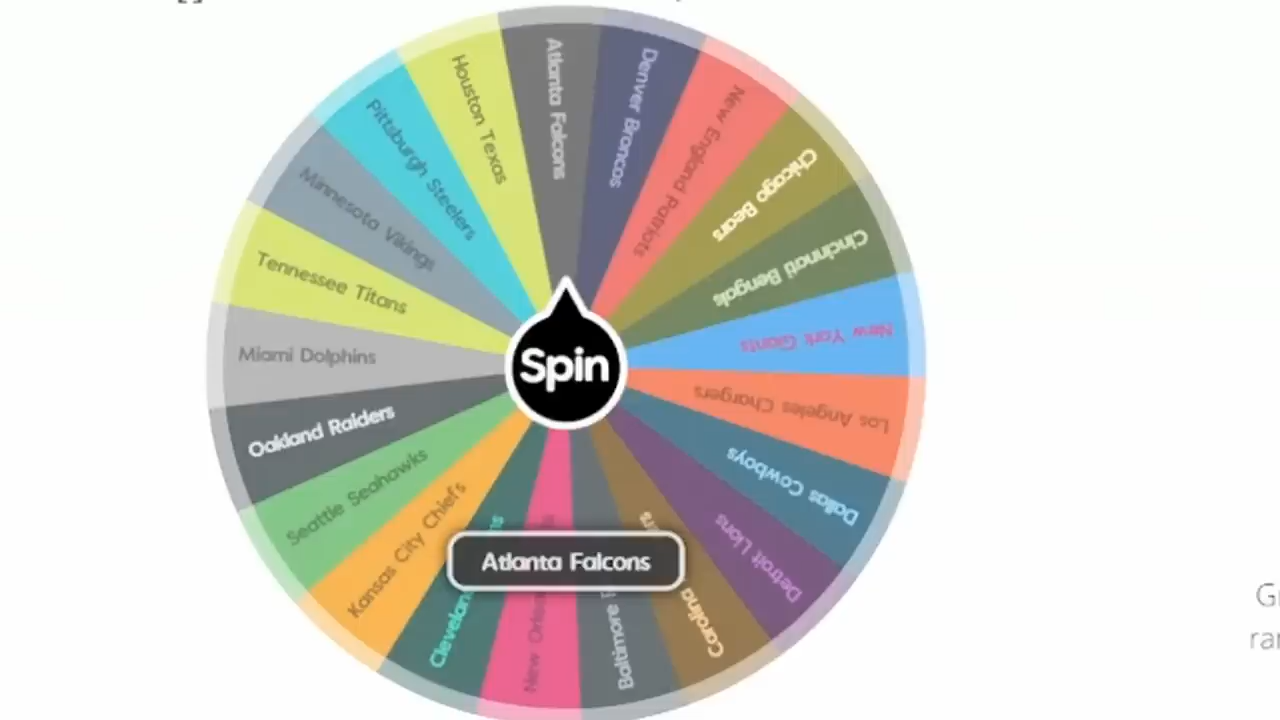 Atlanta Falcons
Denver Broncos
New England Patriots
Chicago Bears
Cincinnati Bengals
New York Giants
Los Angeles Chargers
Dallas Cowboys
Detroit Lions
Carolina
Baltimore
New
Kansas City Chief's
Seattle Seahawks
Oakland Raiders
Miami Dolphins
Tennessee Titans
Minnesota Vikings
Pittsburgh Steelers
Houston Texas
Spin
Atlanta Falcons